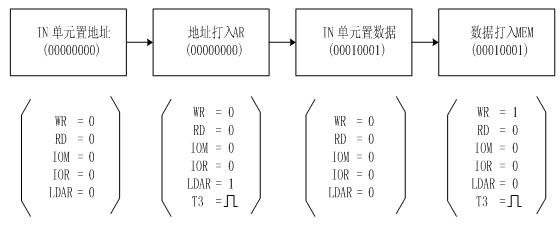 IN 单元置地址
(00000000)
地址打入AR
(00000000)
IN 单元置数据
(00010001)
数据打入MEM
(00010001)
WR = 0
RD = 0
IOM = 0
IOR = 0
LDAR = 0
WR = 0
RD = 0
IOM = 0
IOR = 0
LDAR = 1
T3 =
WR = 0
RD = 0
IOM = 0
IOR = 0
LDAR = 0
WR = 1
RD = 0
IOM = 0
IOR = 0
LDAR = 0
T3 =